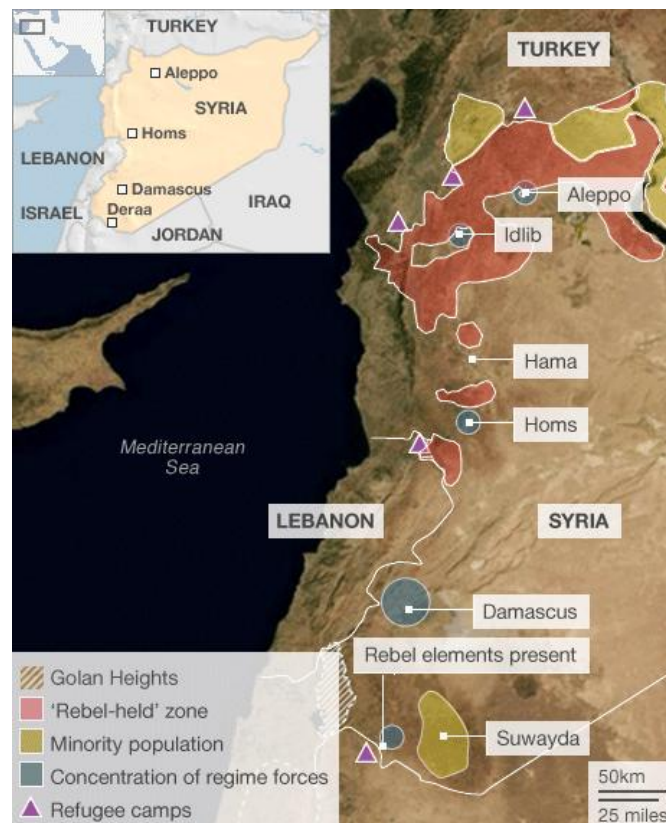 TURKEY
Aleppo
SYRIA
Homs
LEBANON
Damascus
ISRAEL
Deraa
IRAQ
JORDAN
TURKEY
Aleppo
Idlib
Hama
Homs
Mediterranean
Sea
LEBANON
SYRIA
Damascus
Rebel elements present
Suwayda
Golan Heights
'Rebel-held' zone
Minority population
Concentration of regime forces
Refugee camps
50km
25 miles